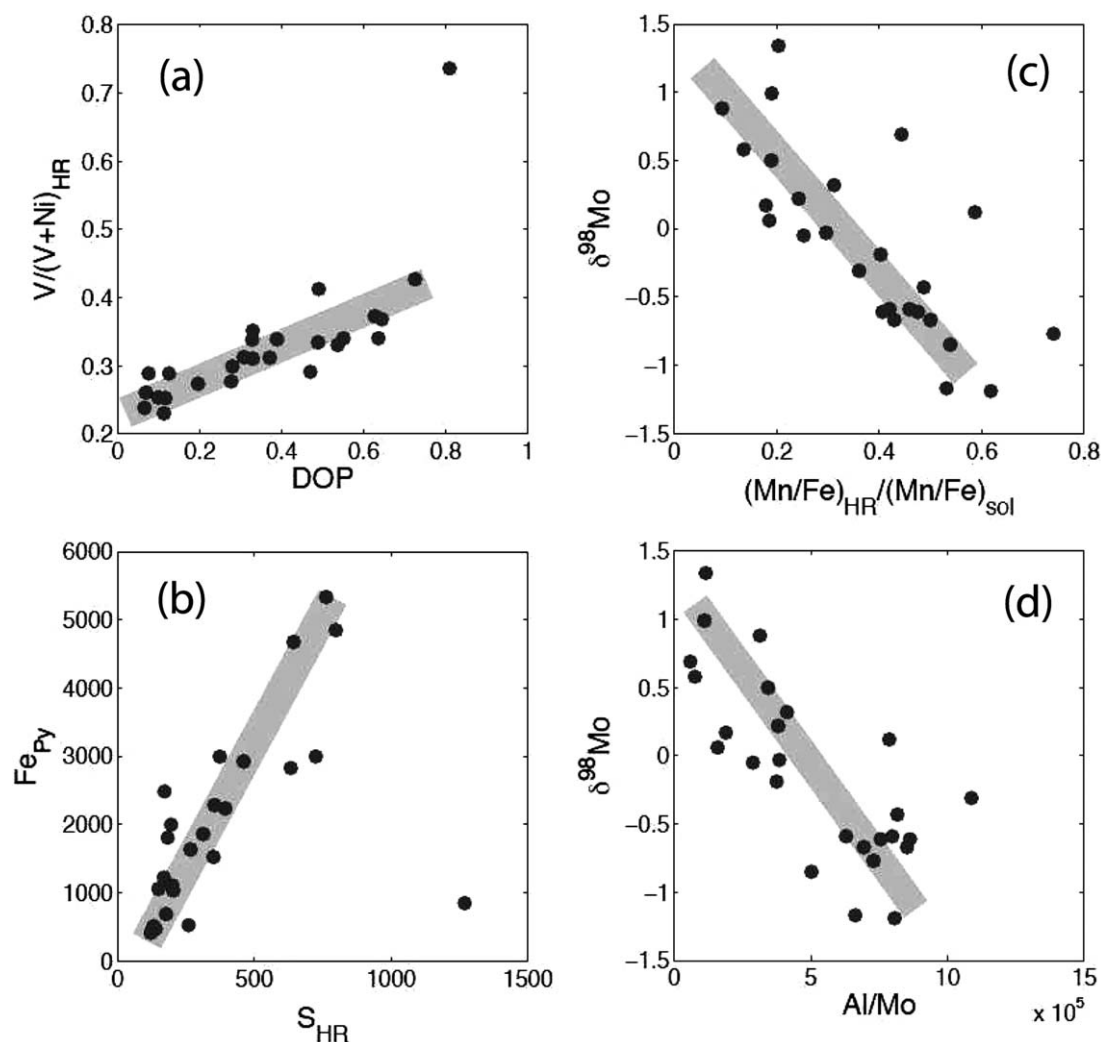 (a)
0.8
0.7
0.6
0.5
0.4
0.3
0.2
V/(V+Ni)HR
0 0.2 0.4 0.6 0.8 1
DOP
(c)
1.5
1
0.5
0
−0.5
−1
−1.5
δ98Mo
0 0.2 0.4 0.6 0.8
(Mn/Fe)HR/(Mn/Fe)sol
(b)
6000
5000
4000
3000
2000
1000
0
FePy
0 500 1000 1500
SHR
(d)
1.5
1
0.5
0
−0.5
−1
−1.5
δ98Mo
0 5 10 15
Al/Mo x 105